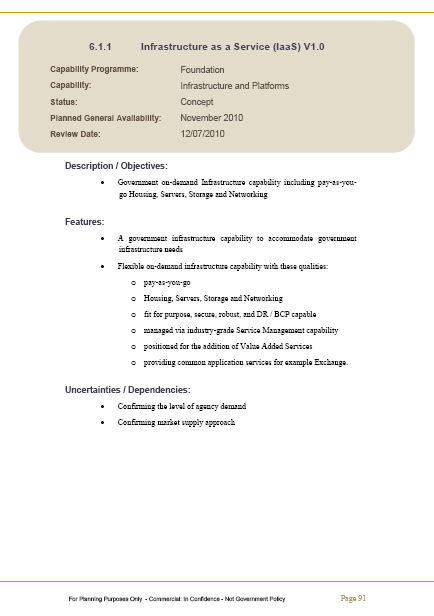 6.1.1 Infrastructure as a Service (IaaS) V1.0
Capability Programme: Foundation
Capability: Infrastructure and Platforms
Status: Concept
Planned General Availability: November 2010
Review Date: 12/07/2010
Description / Objectives:
• Government on-demand Infrastructure capability including pay-as-you-
go Housing, Servers, Storage and Networking
Features:
• A government infrastructure capability to accommodate government
infrastructure needs
• Flexible on-demand infrastructure capability with these qualities:
o pay-as-you-go
o Housing, Servers, Storage and Networking
o fit for purpose, secure, robust, and DR / BCP capable
o managed via industry-grade Service Management capability
o positioned for the addition of Value Added Services
o providing common application services for example Exchange.
Uncertainties / Dependencies:
• Confirming the level of agency demand
• Confirming market supply approach
For Planning Purposes Only - Commercial: In Confidence - Not Government Policy Page 91